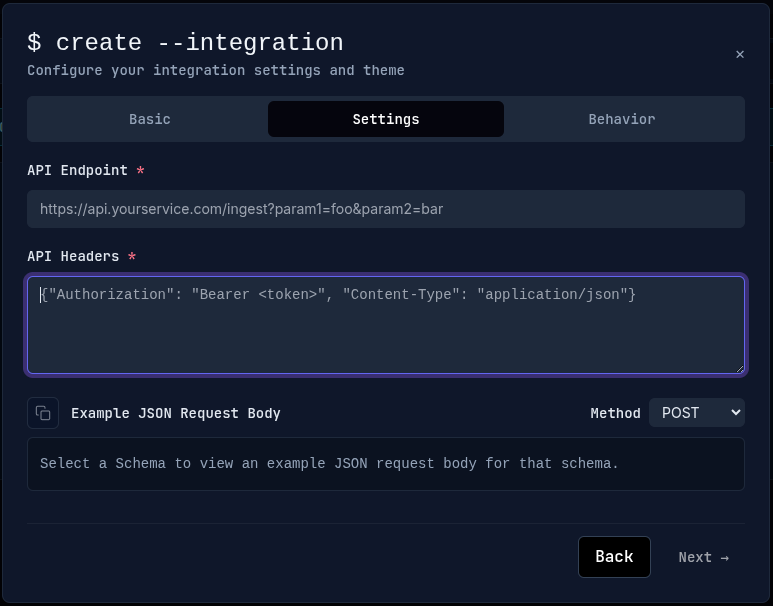 $ create --integration
×
Configure your integration settings and theme
Basic Settings Behavior
API Endpoint *
https://api.yourservice.com/ingest?param1=foo&param2=bar
API Headers *
{"Authorization": "Bearer <token>", "Content-Type": "application/json"}
Example JSON Request Body Method POST
Select a Schema to view an example JSON request body for that schema.
Back Next →